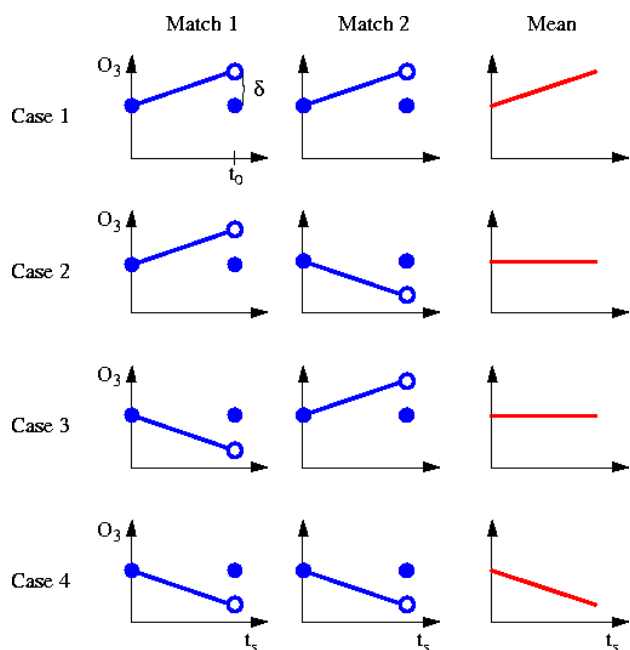 Match 1 Match 2 Mean
O₃
δ
Case 1
t₀
O₃
Case 2
O₃
Case 3
O₃
Case 4
tₛ tₛ tₛ